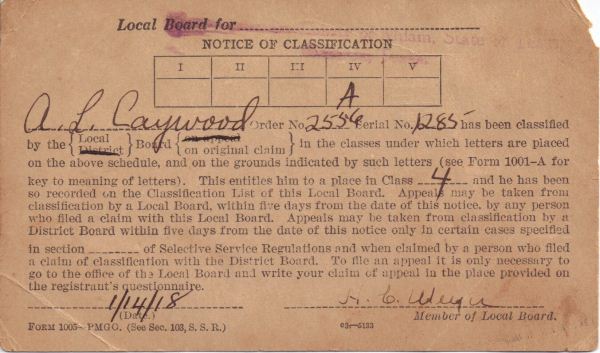 Local Board for
NOTICE OF CLASSIFICATION
I II III IV V
A
A. L. Caywood Order No. 2556 Serial No. 1285 has been classified
by the {Local District} Board {on appeal on original claim} in the classes under which letters are placed
on the above schedule, and on the grounds indicated by such letters (see Form 1001-A for
key to meaning of letters). This entitles him to a place in Class 4 and he has been
so recorded on the Classification List of this Local Board. Appeal may be taken from
classification by a Local Board, within five days from the date of this notice, by any person
who filed a claim with this Local Board. Appeals may be taken from classification by a
District Board within five days from the date of this notice only in certain cases specified
in section ------ of Selective Service Regulations and when claimed by a person who filed
a claim of classification with the District Board. To file an appeal it is only necessary to
go to the office of the Local Board and write your claim of appeal in the place provided on
the registrant's questionnaire.
1/14/18
(Date.) Member of Local Board.
FORM 1005-PMGO. (See Sec. 103, S. S. R.) 03-5133